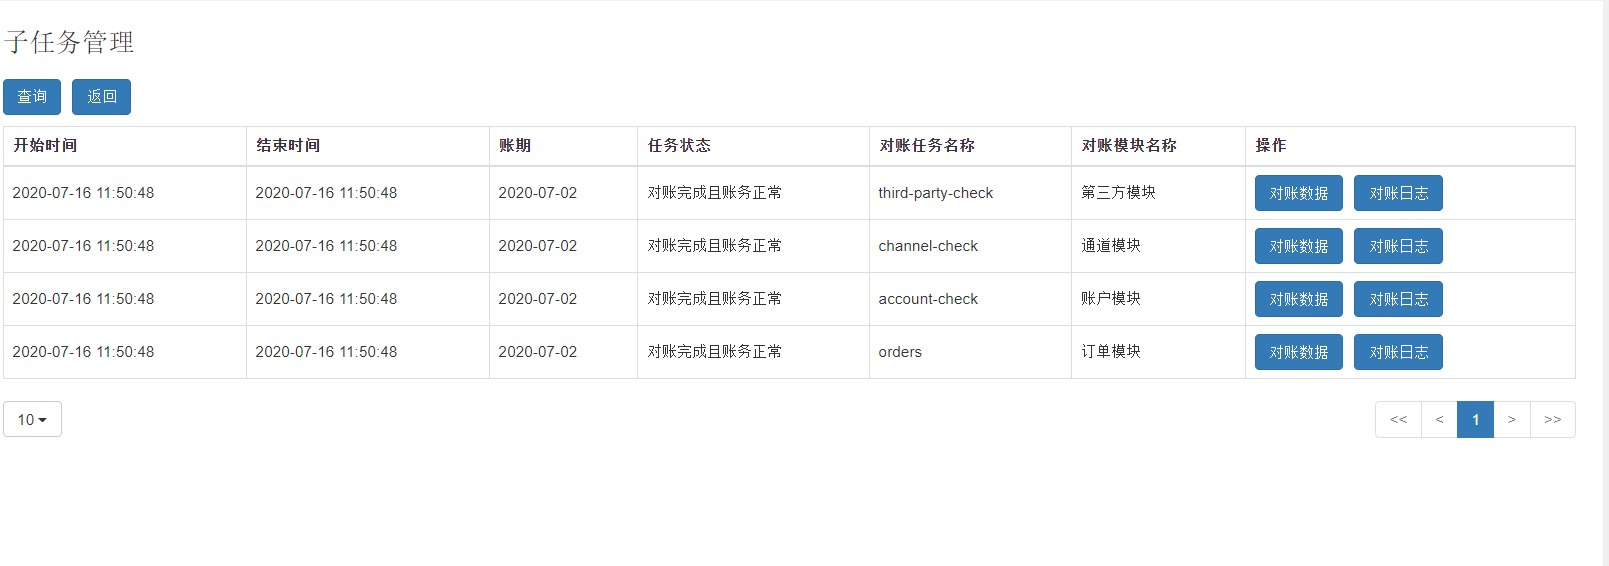 子任务管理
查询 返回
开始时间 结束时间 账期 任务状态 对账任务名称 对账模块名称 操作
2020-07-16 11:50:48 2020-07-16 11:50:48 2020-07-02 对账完成且账务正常 third-party-check 第三方模块 对账数据 对账日志
2020-07-16 11:50:48 2020-07-16 11:50:48 2020-07-02 对账完成且账务正常 channel-check 通道模块 对账数据 对账日志
2020-07-16 11:50:48 2020-07-16 11:50:48 2020-07-02 对账完成且账务正常 account-check 账户模块 对账数据 对账日志
2020-07-16 11:50:48 2020-07-16 11:50:48 2020-07-02 对账完成且账务正常 orders 订单模块 对账数据 对账日志
10 << < 1 > >>